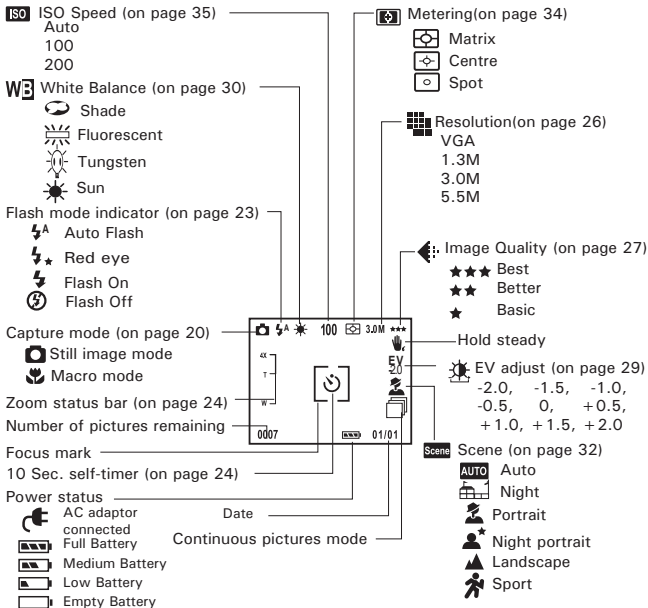 ISO ISO Speed (on page 35)
Auto
100
200
WB White Balance (on page 30)
Shade
Fluorescent
Tungsten
Sun
Flash mode indicator (on page 23)
A Auto Flash
Red eye
Flash On
Flash Off
Capture mode (on page 20)
Still image mode
Macro mode
Zoom status bar (on page 24)
Number of pictures remaining
Focus mark
10 Sec. self-timer (on page 24)
Power status
AC adaptor
connected
Full Battery
Medium Battery
Low Battery
Empty Battery
Date
Continuous pictures mode
A 100 3.0M
4X
T
W
EV
-2.0
0007 01/01
Metering(on page 34)
Matrix
Centre
Spot
Resolution(on page 26)
VGA
1.3M
3.0M
5.5M
Image Quality (on page 27)
★★★ Best
★★ Better
★ Basic
Hold steady
EV adjust (on page 29)
-2.0, -1.5, -1.0,
-0.5, 0, +0.5,
+1.0, +1.5, +2.0
Scene Scene (on page 32)
AUTO Auto
Night
Portrait
Night portrait
Landscape
Sport